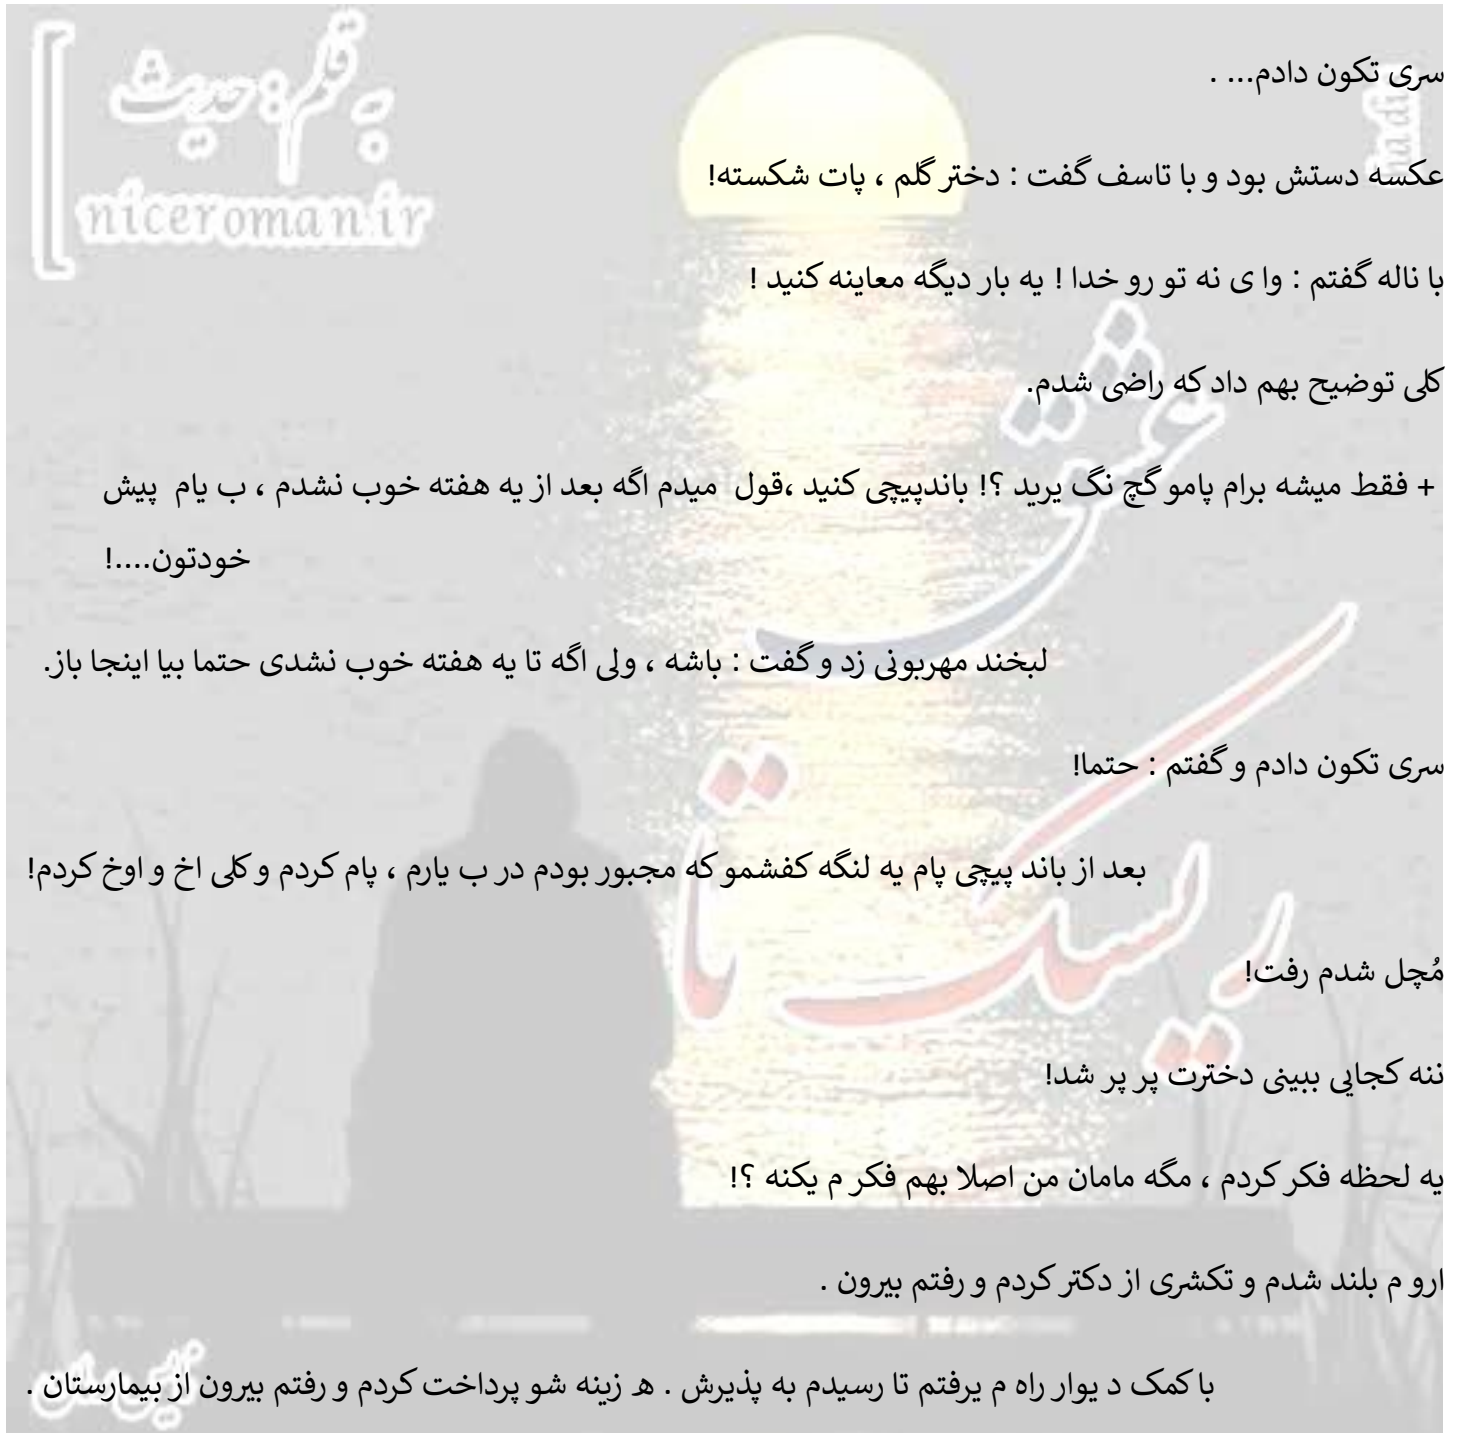 به قلم: حدیث
niceroman.ir
سری تکون دادم... .
عکسه دستش بود و با تاسف گفت : دختر گلم ، پات شکسته!
با ناله گفتم : وا ی نه تو رو خدا ! یه بار دیگه معاینه کنید !
کلی توضیح بهم داد که راضی شدم.
+ فقط میشه برام پامو گچ نگ یرید ؟! باندپیچی کنید ،قول میدم اگه بعد از یه هفته خوب نشدم ، ب یام پیش
خودتون....!
لبخند مهربونی زد و گفت : باشه ، ولی اگه تا یه هفته خوب نشدی حتما بیا اینجا باز.
سری تکون دادم و گفتم : حتما!
بعد از باند پیچی پام یه لنگه کفشمو که مجبور بودم در ب یارم ، پام کردم و کلی اخ و اوخ کردم!
مُچل شدم رفت!
ننه کجایی ببینی دخترت پر پر شد!
یه لحظه فکر کردم ، مگه مامان من اصلا بهم فکر م یکنه ؟!
ارو م بلند شدم و تکشری از دکتر کردم و رفتم بیرون .
با کمک د یوار راه م یرفتم تا رسیدم به پذیرش . ه زینه شو پرداخت کردم و رفتم بیرون از بیمارستان .
ریسک تا عشق